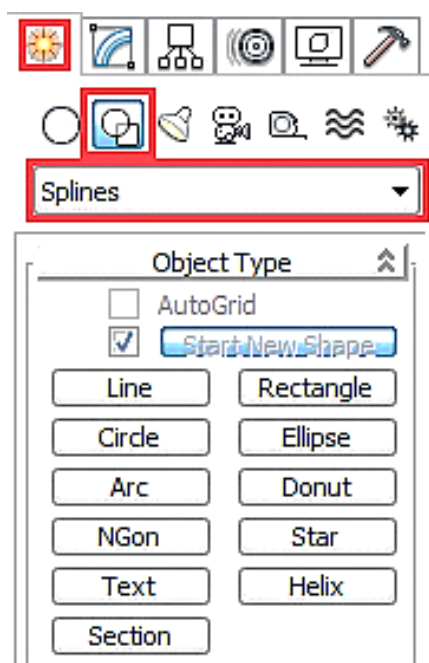 Splines
Object Type
AutoGrid
Start New Shape
Line Rectangle
Circle Ellipse
Arc Donut
NGon Star
Text Helix
Section